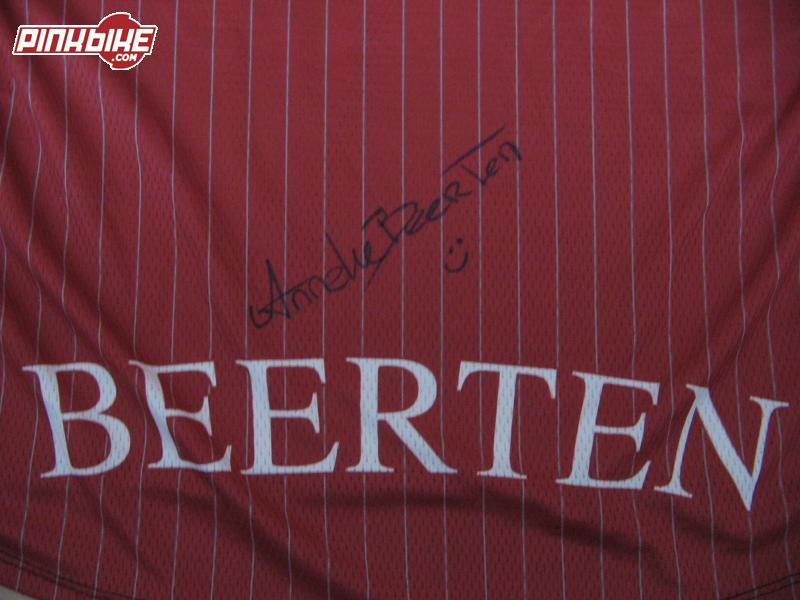 PINKBIKE
.COM
Anneke Beerten
:)
BEERTEN